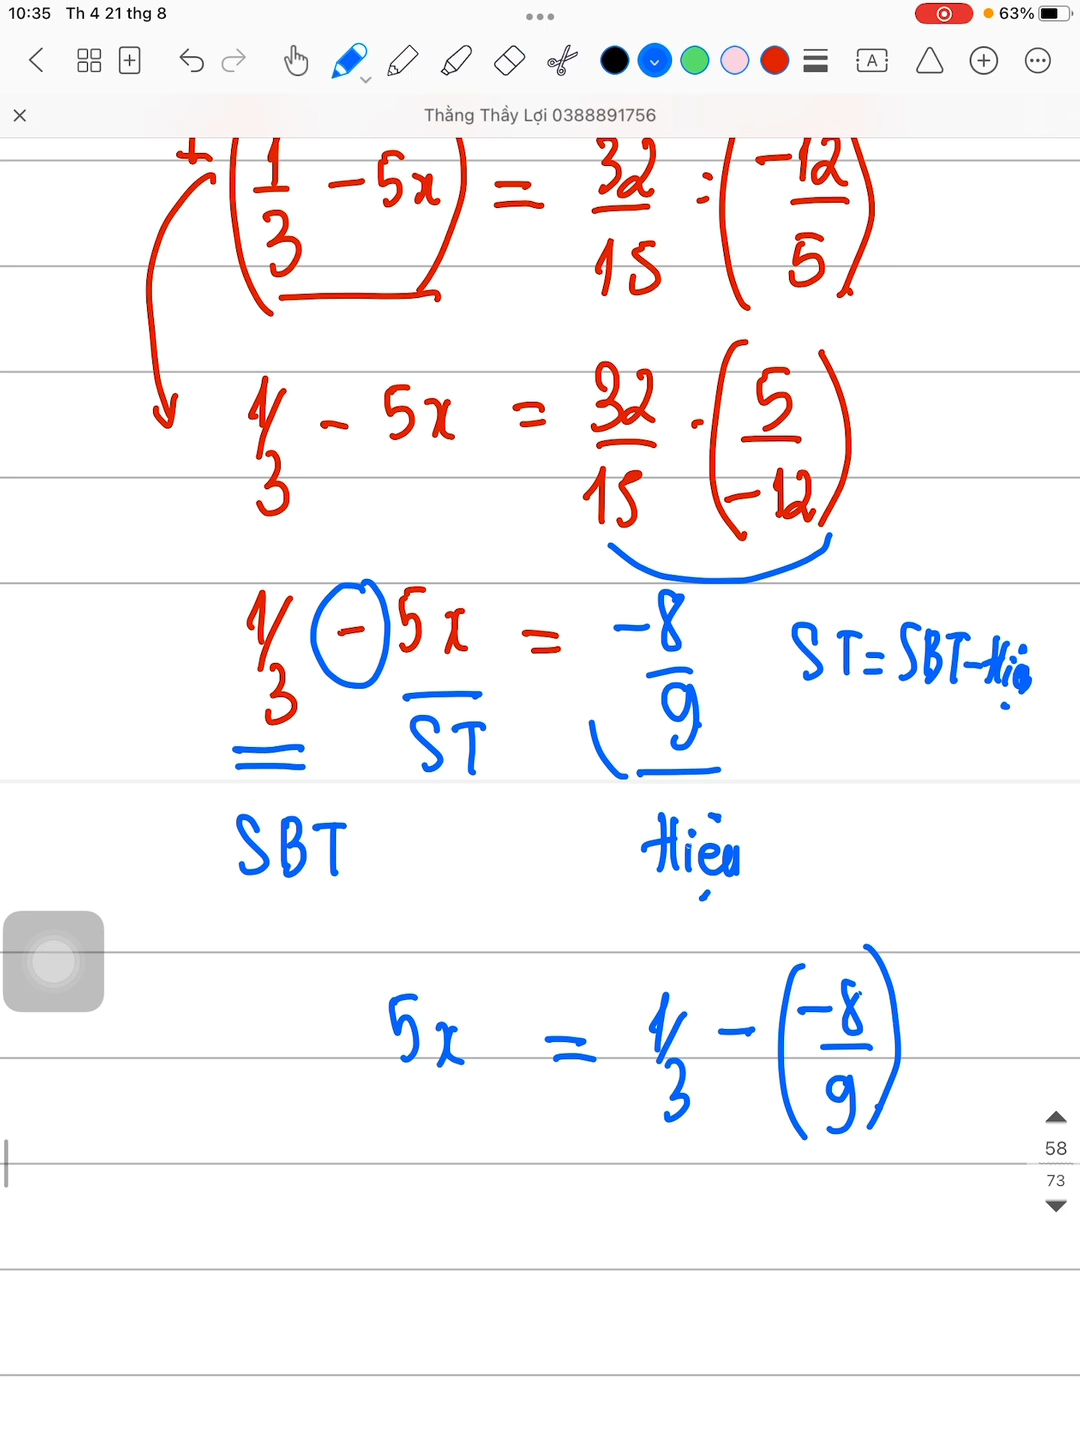 10:35 Th 4 21 thg 8 63%
A
Thằng Thầy Lợi 0388891756
+ (1/3 - 5x) = 32/15 : (-12/5)
1/3 - 5x = 32/15 . (5/-12)
1/3 - 5x = -8/9 ST = SBT - Hiệu
ST
SBT Hiệu
5x = 1/3 - (-8/9)
58
73